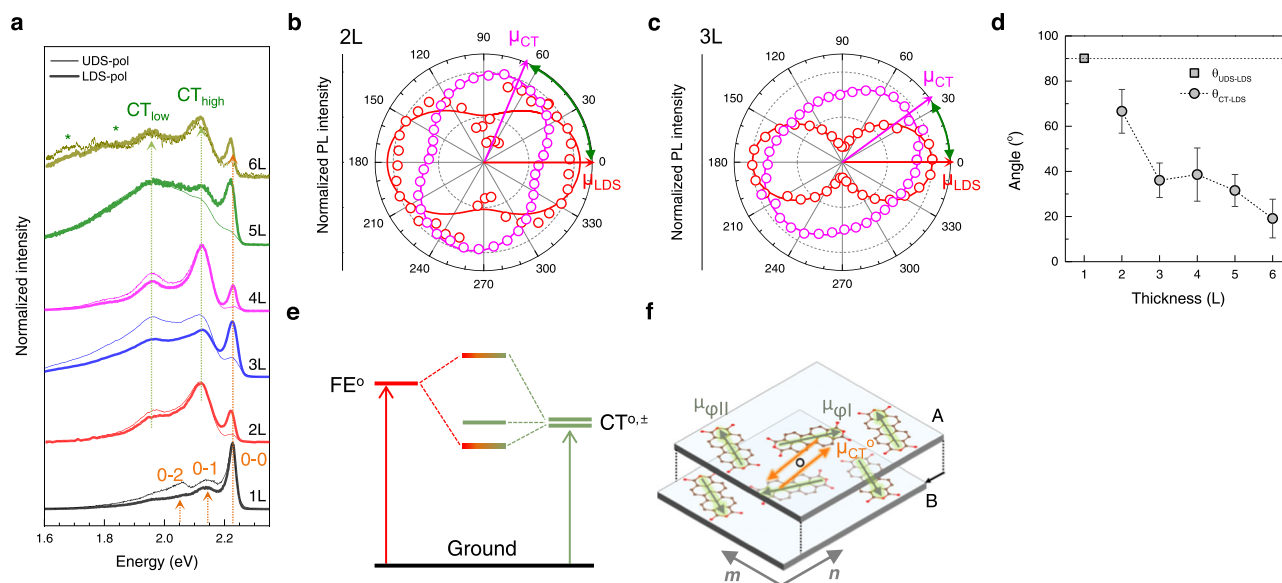 a
UDS-pol
LDS-pol
CT_high
CT_low
* *
6L
5L
4L
3L
2L
0-2 0-1 0-0
1L
1.6 1.8 2.0 2.2
Energy (eV)
Normalized intensity
b
2L
90
120 60
150 30
180 0
210 330
240 300
270
μ_CT
μ_LDS
Normalized PL intensity
c
3L
90
120 60
150 30
180 0
210 330
240 300
270
μ_CT
μ_LDS
Normalized PL intensity
d
100
80
60
40
20
0
Angle (°)
θ_UDS-LDS
θ_CT-LDS
1 2 3 4 5 6
Thickness (L)
e
FE^o
CT^o,±
Ground
f
μ_φII
μ_φI
A
μ_CT^o
B
m n